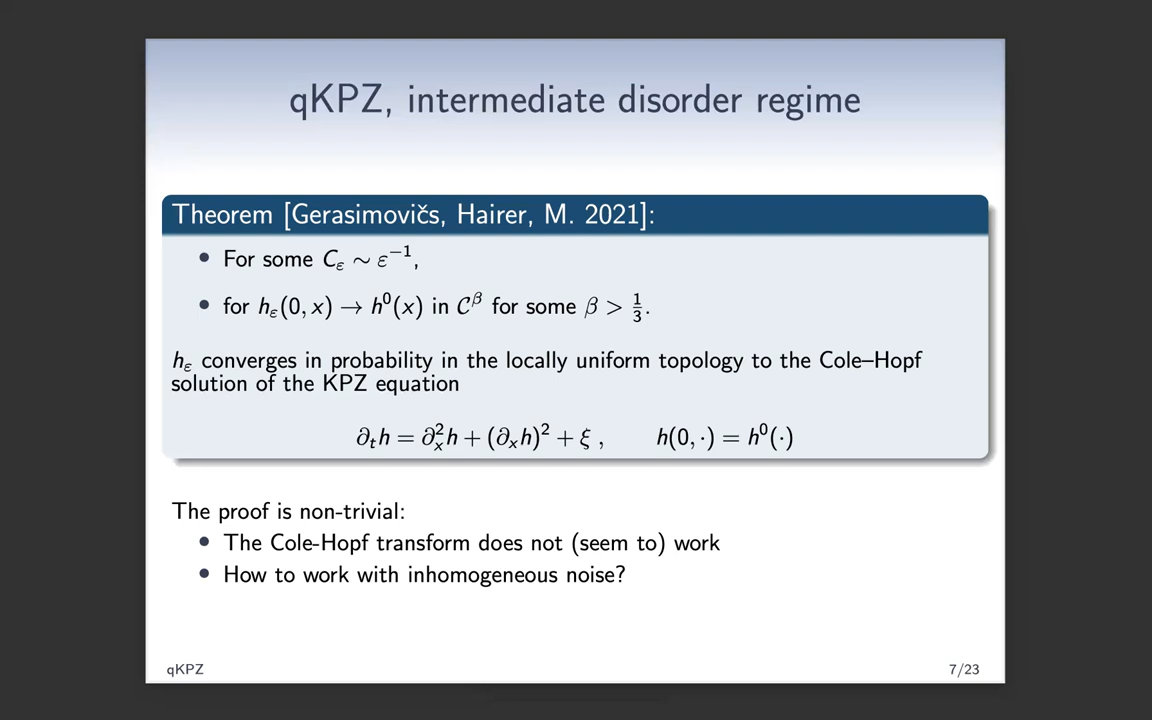 qKPZ, intermediate disorder regime
Theorem [Gerasimovičs, Hairer, M. 2021]:
• For some C_ε ∼ ε⁻¹,
• for h_ε(0, x) → h⁰(x) in 𝒞^β for some β > 1/3.
h_ε converges in probability in the locally uniform topology to the Cole–Hopf
solution of the KPZ equation
∂ₜh = ∂ₓ²h + (∂ₓh)² + ξ , h(0, ·) = h⁰(·)
The proof is non-trivial:
• The Cole-Hopf transform does not (seem to) work
• How to work with inhomogeneous noise?
qKPZ 7/23